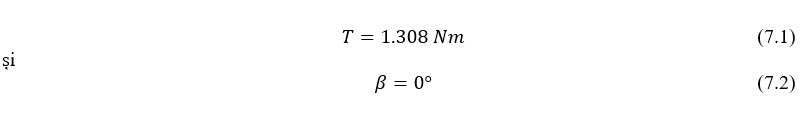 T = 1.308 Nm (7.1)
și
β = 0° (7.2)